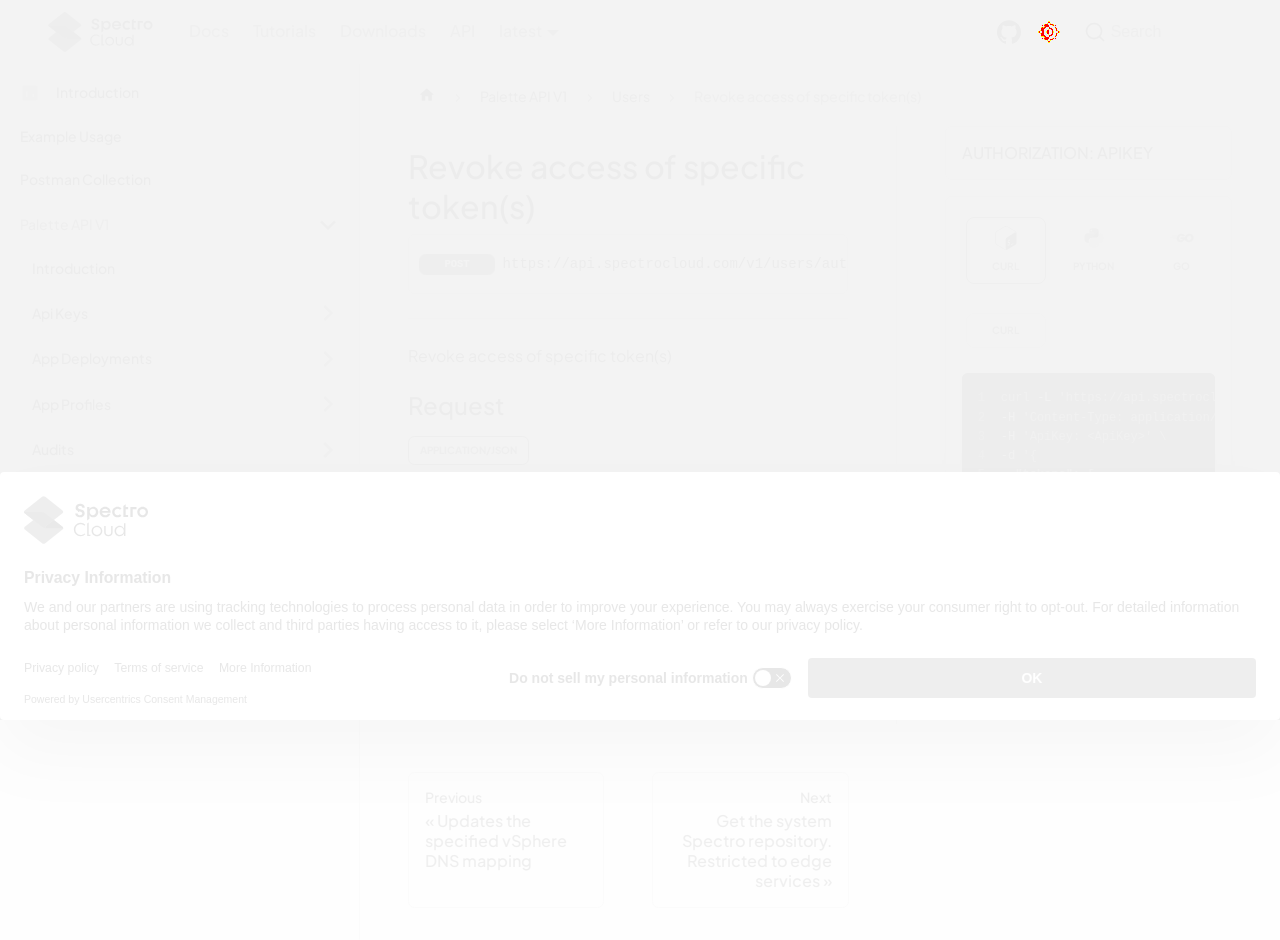 Spectro Cloud
Docs
Tutorials
Downloads
API
latest
Search
Introduction
Example Usage
Postman Collection
Palette API V1
Introduction
Api Keys
App Deployments
App Profiles
Audits
Palette API V1
Users
Revoke access of specific token(s)
Revoke access of specific
token(s)
https://api.spectrocloud.com/v1/users/aut
Revoke access of specific token(s)
Request
APPLICATION/JSON
AUTHORIZATION: APIKEY
CURL
PYTHON
GO
CURL
Spectro
Cloud
Privacy Information
We and our partners are using tracking technologies to process personal data in order to improve your experience. You may always exercise your consumer right to opt-out. For detailed information
about personal information we collect and third parties having access to it, please select ‘More Information’ or refer to our privacy policy.
Privacy policy
Terms of service
More Information
Do not sell my personal information
OK
Powered by Usercentrics Consent Management
Previous
« Updates the
specified vSphere
DNS mapping
Next
Get the system
Spectro repository.
Restricted to edge
services »